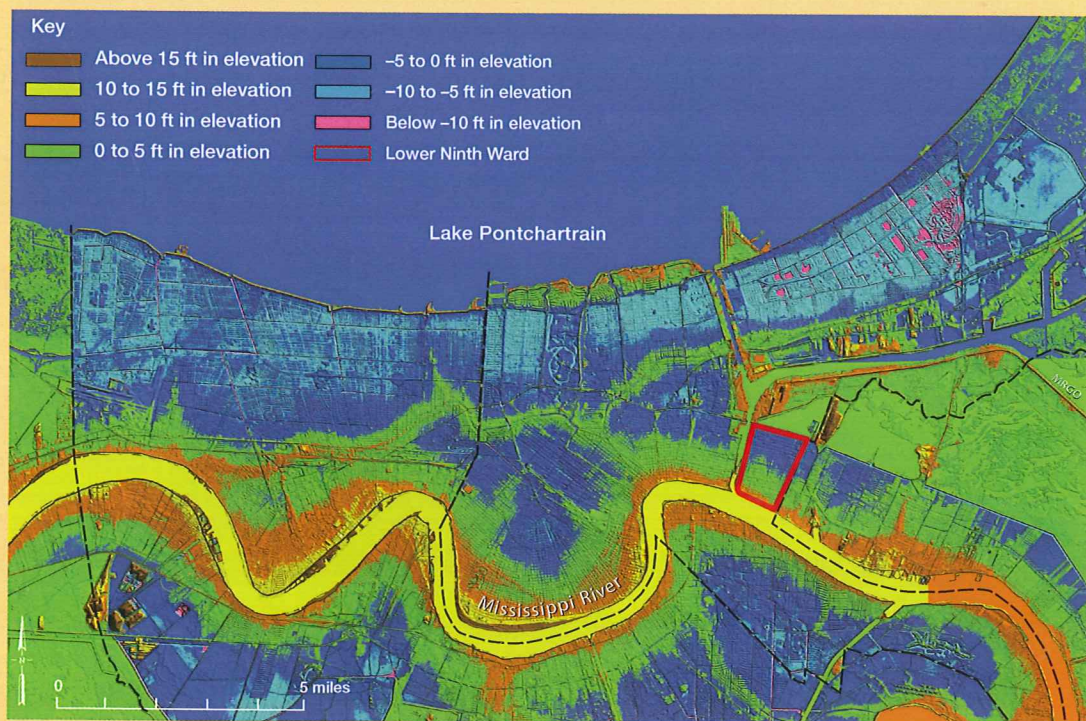 Key
Above 15 ft in elevation
10 to 15 ft in elevation
5 to 10 ft in elevation
0 to 5 ft in elevation
–5 to 0 ft in elevation
–10 to –5 ft in elevation
Below –10 ft in elevation
Lower Ninth Ward
Lake Pontchartrain
MRGO
Mississippi River
N
0
5 miles